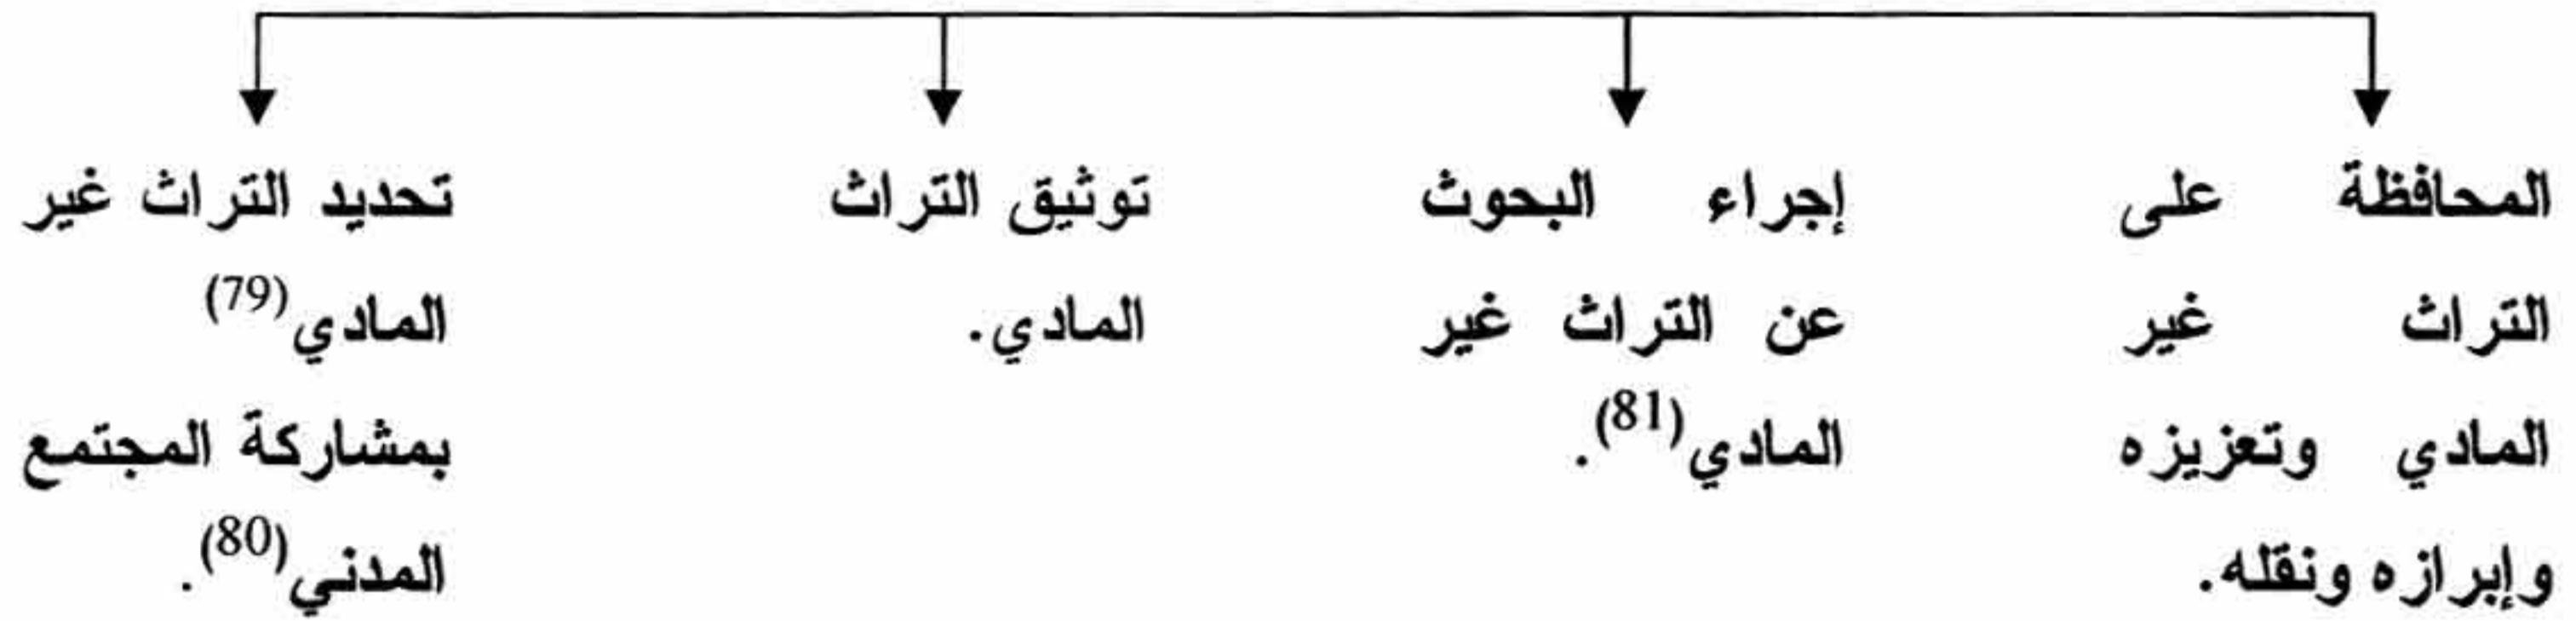 المحافظة على
التراث غير
المادي وتعزيزه
وإبرازه ونقله.
إجراء البحوث
عن التراث غير
المادي(81).
توثيق التراث
المادي.
تحديد التراث غير
المادي(79)
بمشاركة المجتمع
المدني(80).